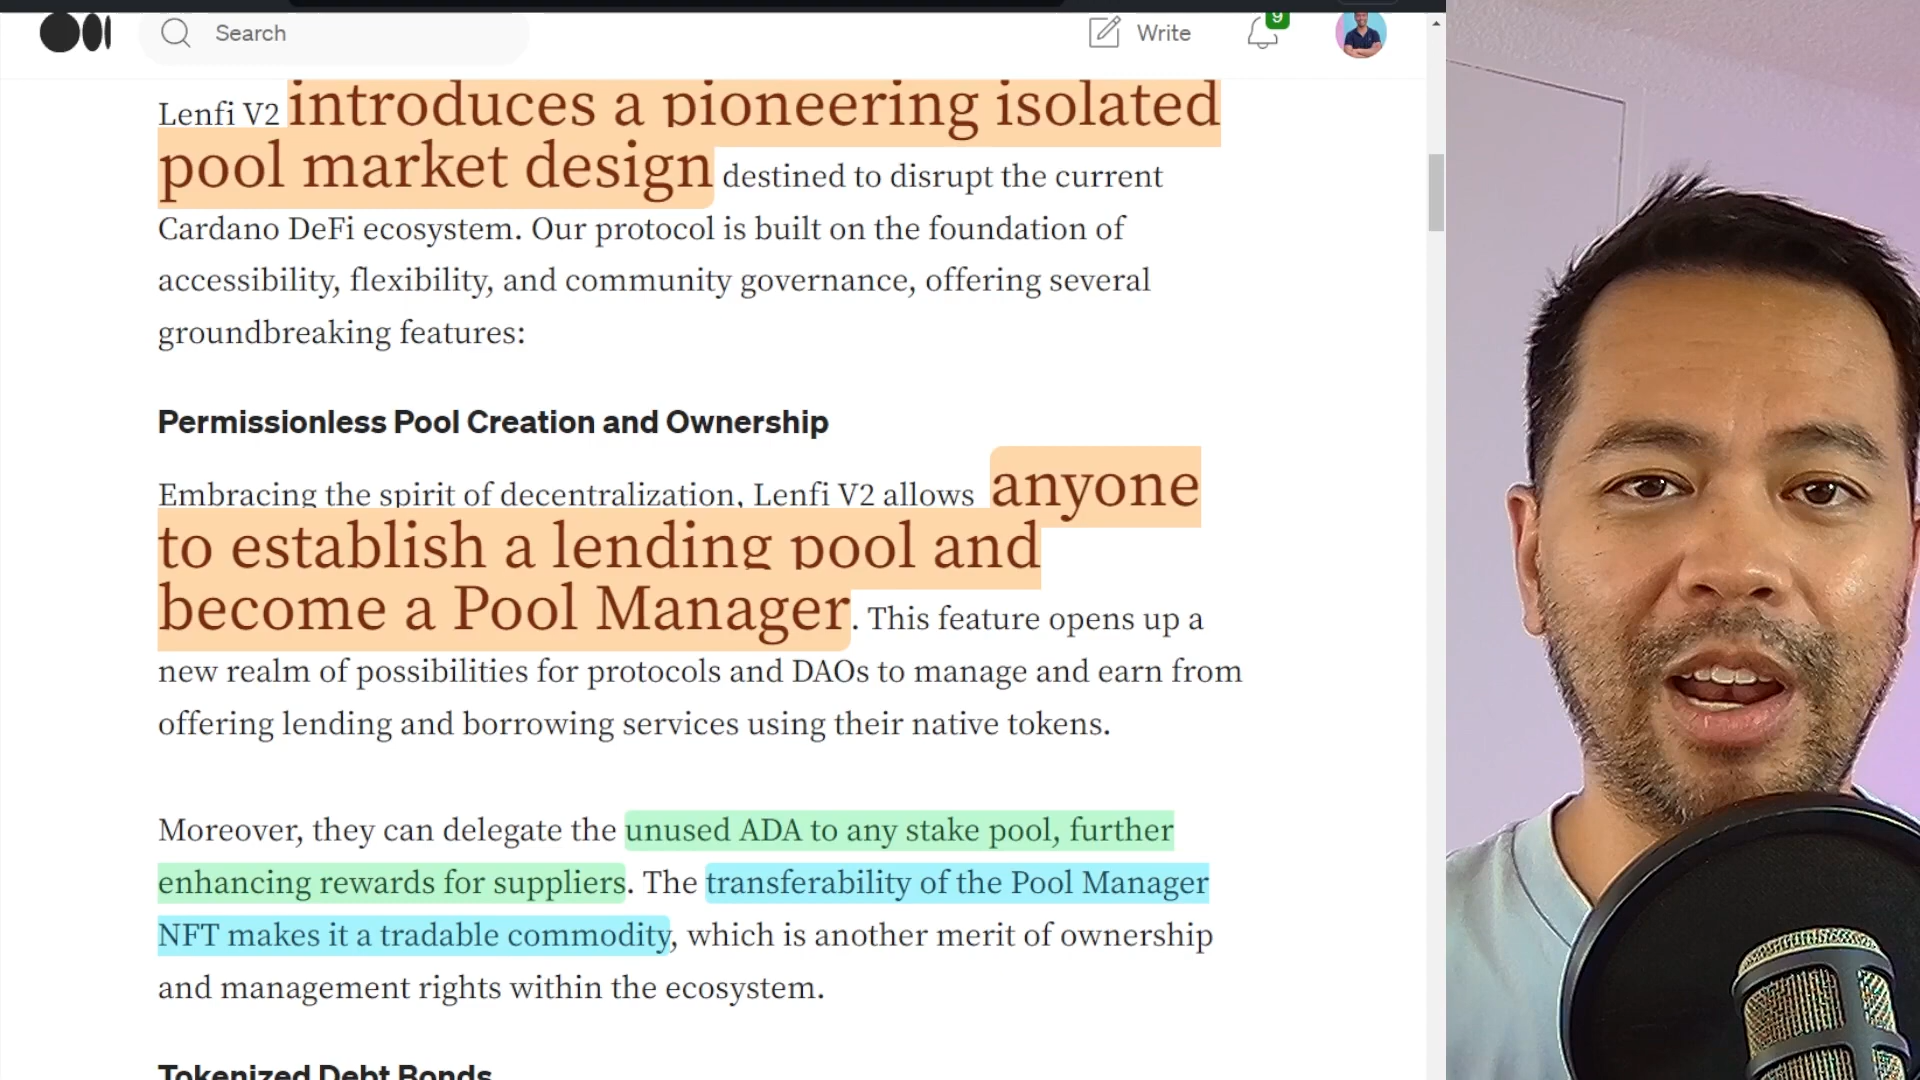 Search
Write
9
Lenfi V2 introduces a pioneering isolated
pool market design destined to disrupt the current
Cardano DeFi ecosystem. Our protocol is built on the foundation of
accessibility, flexibility, and community governance, offering several
groundbreaking features:
Permissionless Pool Creation and Ownership
Embracing the spirit of decentralization, Lenfi V2 allows anyone
to establish a lending pool and
become a Pool Manager. This feature opens up a
new realm of possibilities for protocols and DAOs to manage and earn from
offering lending and borrowing services using their native tokens.
Moreover, they can delegate the unused ADA to any stake pool, further
enhancing rewards for suppliers. The transferability of the Pool Manager
NFT makes it a tradable commodity, which is another merit of ownership
and management rights within the ecosystem.
Tokenized Debt Bonds